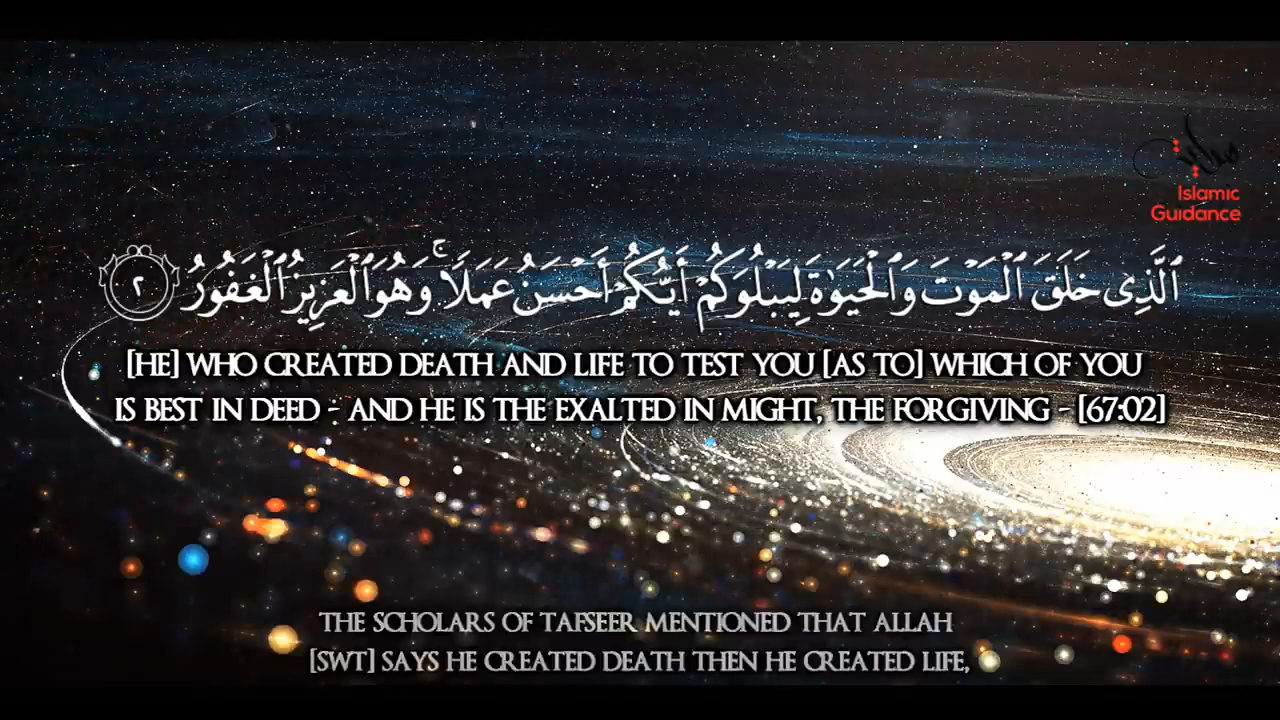 هداية
Islamic
Guidance
ٱلَّذِى خَلَقَ ٱلْمَوْتَ وَٱلْحَيَوٰةَ لِيَبْلُوَكُمْ أَيُّكُمْ أَحْسَنُ عَمَلًا ۚ وَهُوَ ٱلْعَزِيزُ ٱلْغَفُورُ ٢
[HE] WHO CREATED DEATH AND LIFE TO TEST YOU [AS TO] WHICH OF YOU
IS BEST IN DEED - AND HE IS THE EXALTED IN MIGHT, THE FORGIVING - [67:02]
THE SCHOLARS OF TAFSEER MENTIONED THAT ALLAH
[SWT] SAYS HE CREATED DEATH THEN HE CREATED LIFE,